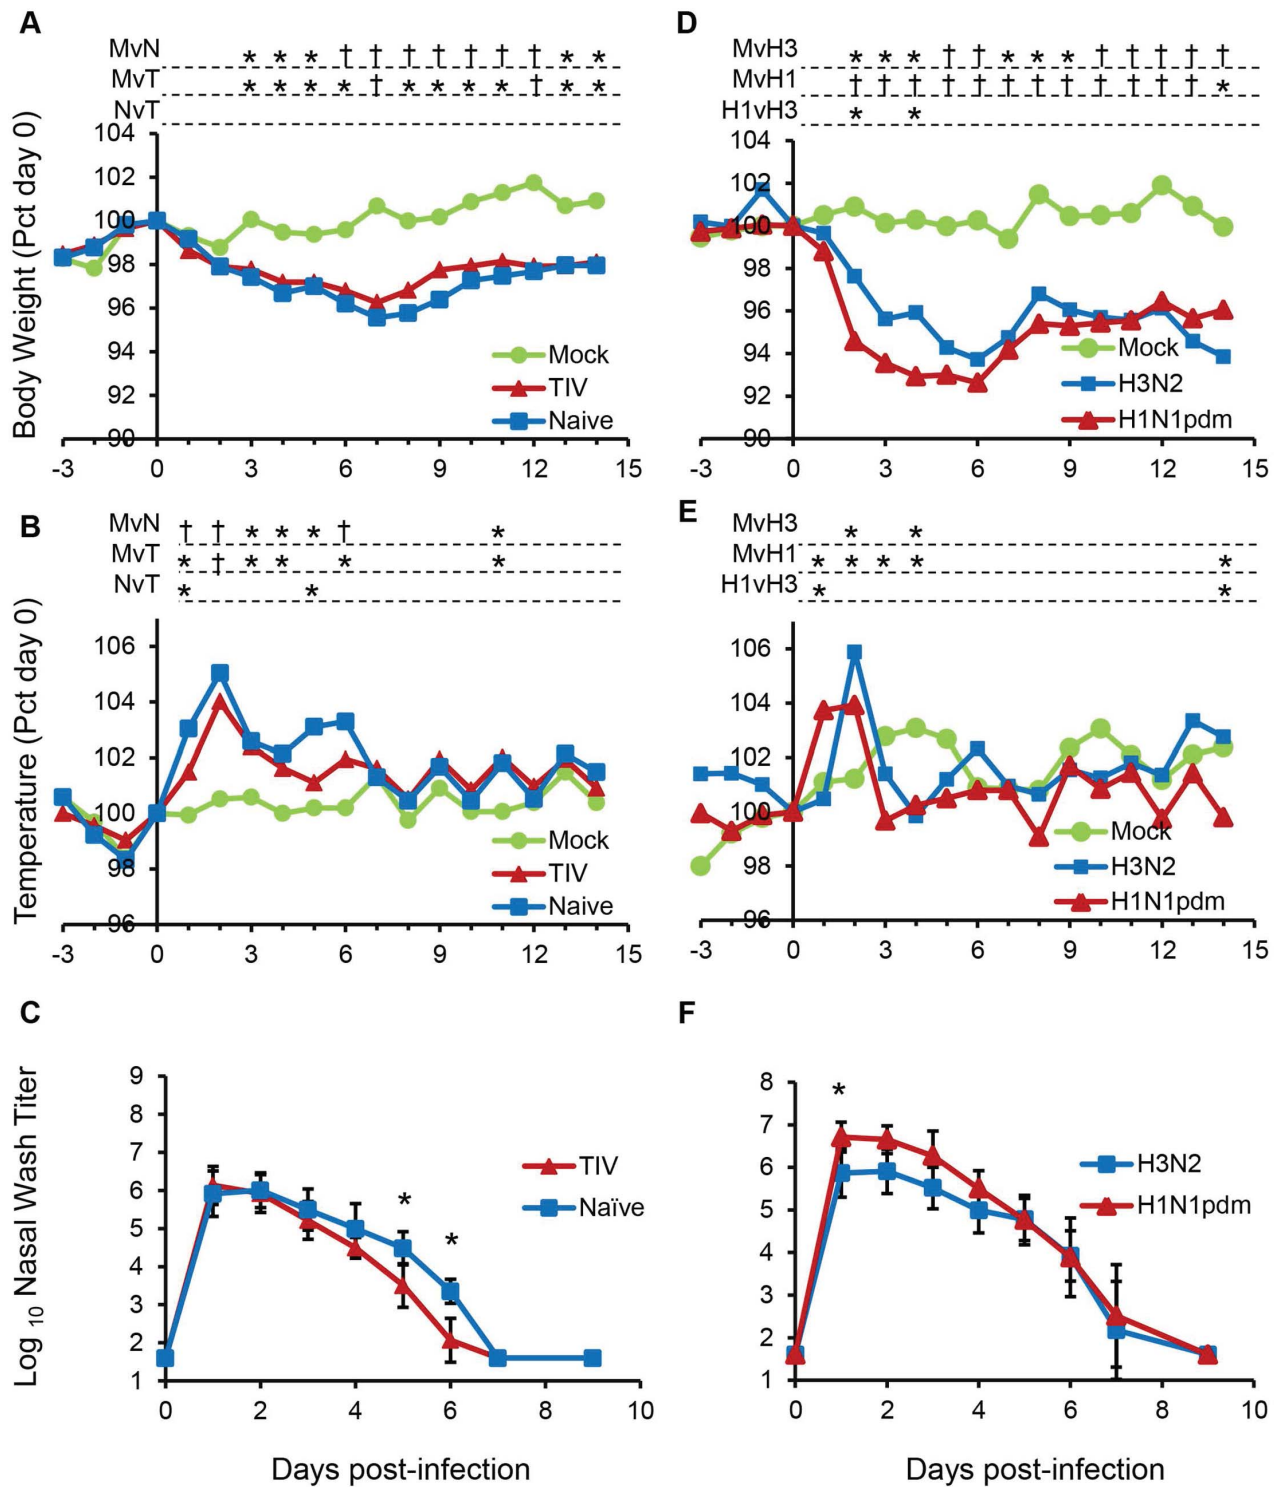 A
MvN * * * † † † † † † † * *
MvT * * * * † * * * * † * *
NvT
Body Weight (Pct day 0)
104
102
100
98
96
94
92
90
Mock
TIV
Naive
-3 0 3 6 9 12 15
D
MvH3 * * * † † * * * † † † † †
MvH1 † † † † † † † † † † † † *
H1vH3 * *
104
102
100
98
96
94
92
90
Mock
H3N2
H1N1pdm
-3 0 3 6 9 12 15
B
MvN † † * * * † *
MvT * † * * * *
NvT * *
Temperature (Pct day 0)
106
104
102
100
98
96
Mock
TIV
Naive
-3 0 3 6 9 12 15
E
MvH3 * *
MvH1 * * * * *
H1vH3 * *
106
104
102
100
98
96
Mock
H3N2
H1N1pdm
-3 0 3 6 9 12 15
C
Log 10 Nasal Wash Titer
9
8
7
6
5
4
3
2
1
TIV
Naïve
*
*
0 2 4 6 8 10
Days post-infection
F
8
7
6
5
4
3
2
1
*
H3N2
H1N1pdm
0 2 4 6 8 10
Days post-infection